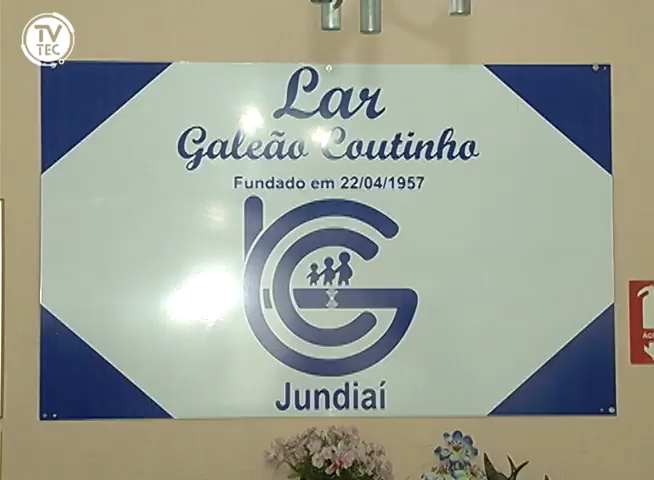 TV
TEC
Lar
Galeão Coutinho
Fundado em 22/04/1957
Jundiaí